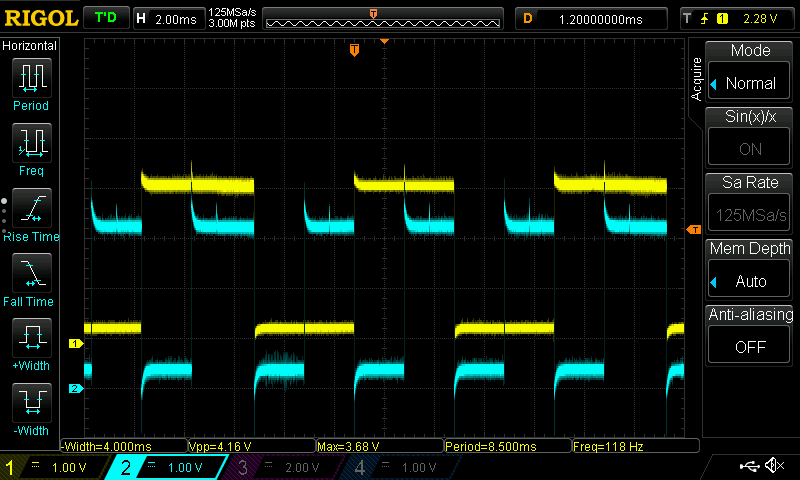 RIGOL T'D H 2.00ms 125MSa/s 3.00M pts T D 1.20000000ms T 1 2.28 V
Horizontal
T
Period
Freq
Rise Time
Fall Time
+Width
-Width
1
2
T
Acquire
Mode
Normal
Sin(x)/x
ON
Sa Rate
125MSa/s
Mem Depth
Auto
Anti-aliasing
OFF
-Width=4.000ms Vpp=4.16 V Max=3.68 V Period=8.500ms Freq=118 Hz
1 1.00 V 2 1.00 V 3 2.00 V 4 1.00 V